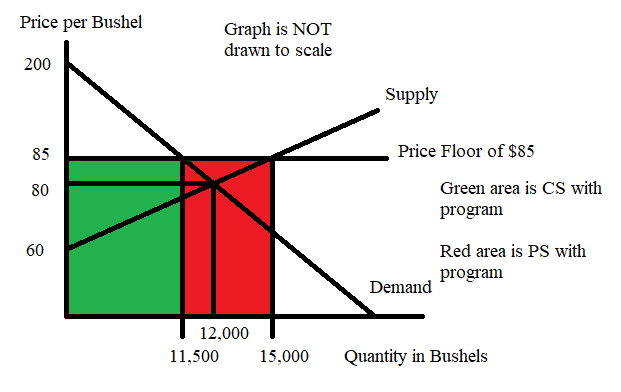 Price per Bushel
Graph is NOT
drawn to scale
200
Supply
85
Price Floor of $85
80
Green area is CS with
program
60
Red area is PS with
program
Demand
12,000
11,500
15,000
Quantity in Bushels